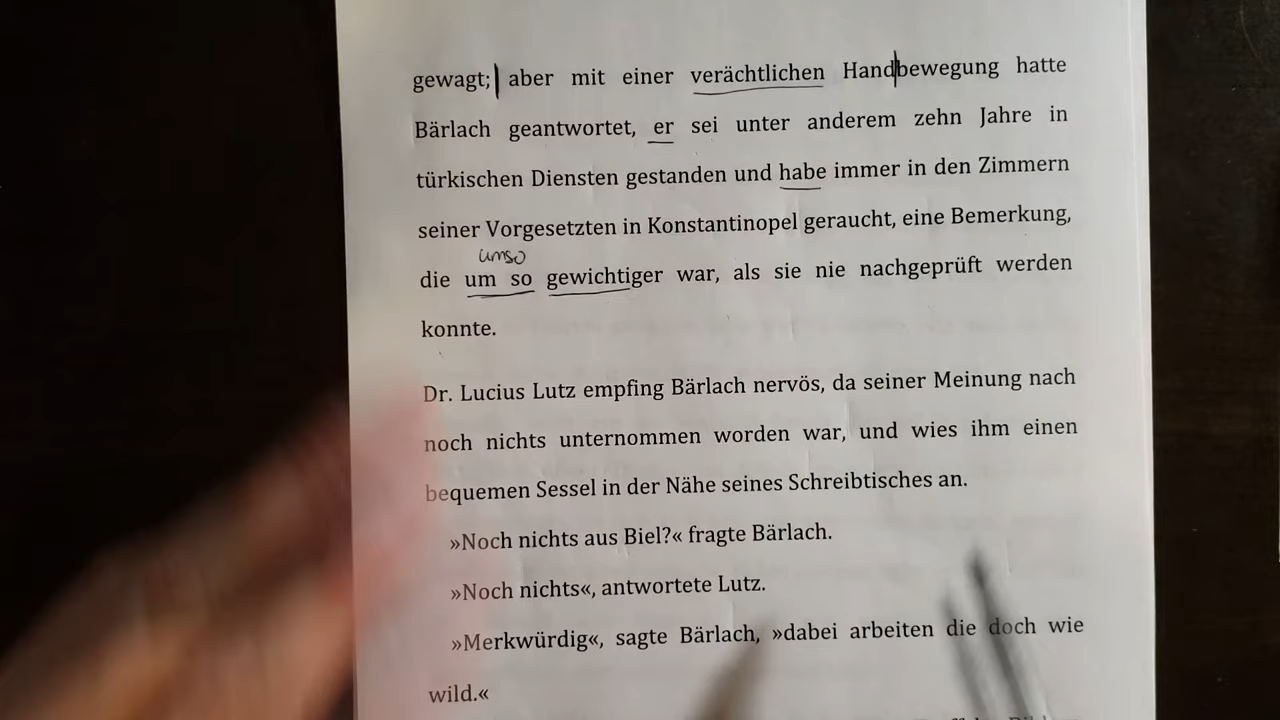 gewagt; aber mit einer verächtlichen Handbewegung hatte
Bärlach geantwortet, er sei unter anderem zehn Jahre in
türkischen Diensten gestanden und habe immer in den Zimmern
seiner Vorgesetzten in Konstantinopel geraucht, eine Bemerkung,
umso
die um so gewichtiger war, als sie nie nachgeprüft werden
konnte.
Dr. Lucius Lutz empfing Bärlach nervös, da seiner Meinung nach
noch nichts unternommen worden war, und wies ihm einen
bequemen Sessel in der Nähe seines Schreibtisches an.
»Noch nichts aus Biel?« fragte Bärlach.
»Noch nichts«, antwortete Lutz.
»Merkwürdig«, sagte Bärlach, »dabei arbeiten die doch wie
wild.«